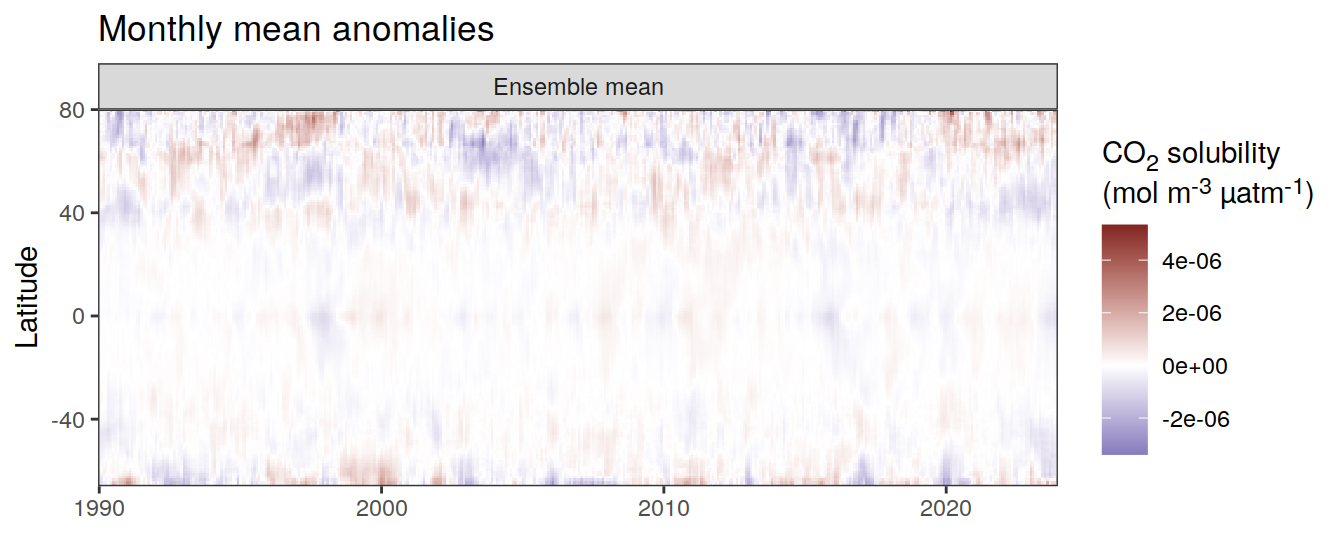 Monthly mean anomalies
Ensemble mean
80
40
0
-40
Latitude
1990
2000
2010
2020
CO₂ solubility
(mol m⁻³ µatm⁻¹)
4e-06
2e-06
0e+00
-2e-06